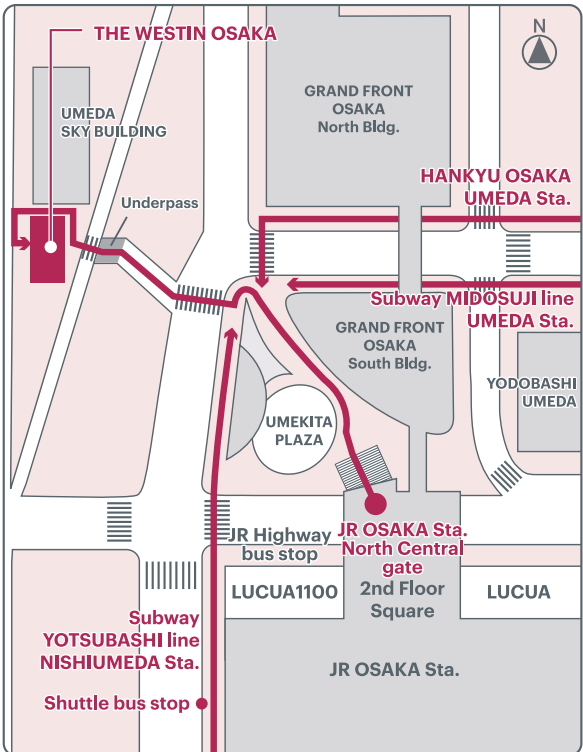 THE WESTIN OSAKA
N
UMEDA
SKY BUILDING
GRAND FRONT
OSAKA
North Bldg.
HANKYU OSAKA
UMEDA Sta.
Underpass
Subway MIDOSUJI line
UMEDA Sta.
GRAND FRONT
OSAKA
South Bldg.
YODOBASHI
UMEDA
UMEKITA
PLAZA
JR Highway
bus stop
JR OSAKA Sta.
North Central
gate
2nd Floor
Square
LUCUA1100
LUCUA
Subway
YOTSUBASHI line
NISHIUMEDA Sta.
JR OSAKA Sta.
Shuttle bus stop